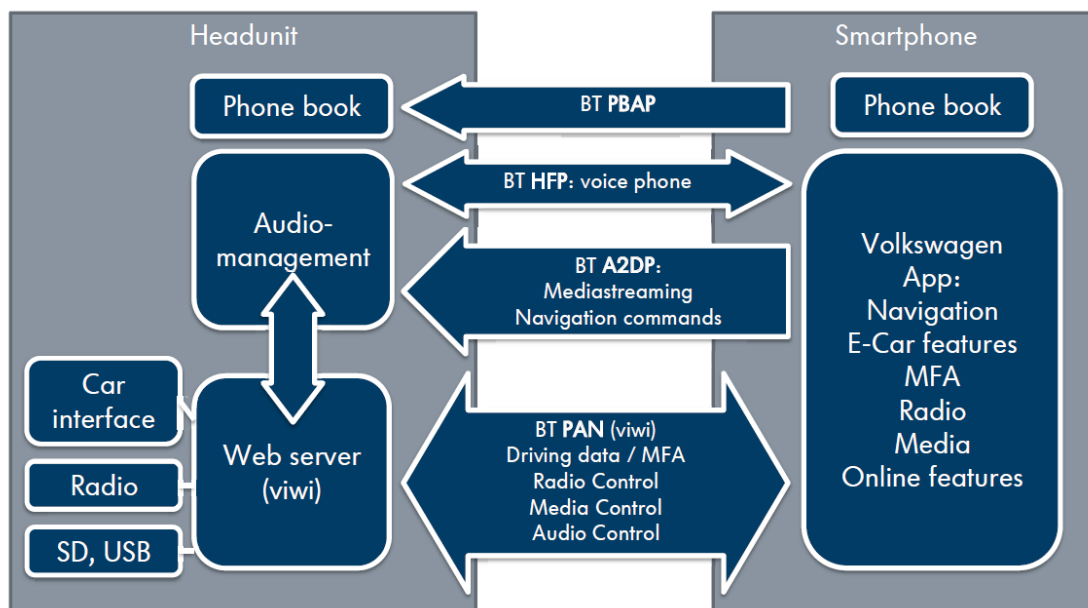 Headunit
Smartphone
Phone book
BT PBAP
Phone book
Audio-
management
BT HFP: voice phone
BT A2DP:
Mediastreaming
Navigation commands
Volkswagen
App:
Navigation
E-Car features
MFA
Radio
Media
Online features
Car
interface
Radio
SD, USB
Web server
(viwi)
BT PAN (viwi)
Driving data / MFA
Radio Control
Media Control
Audio Control